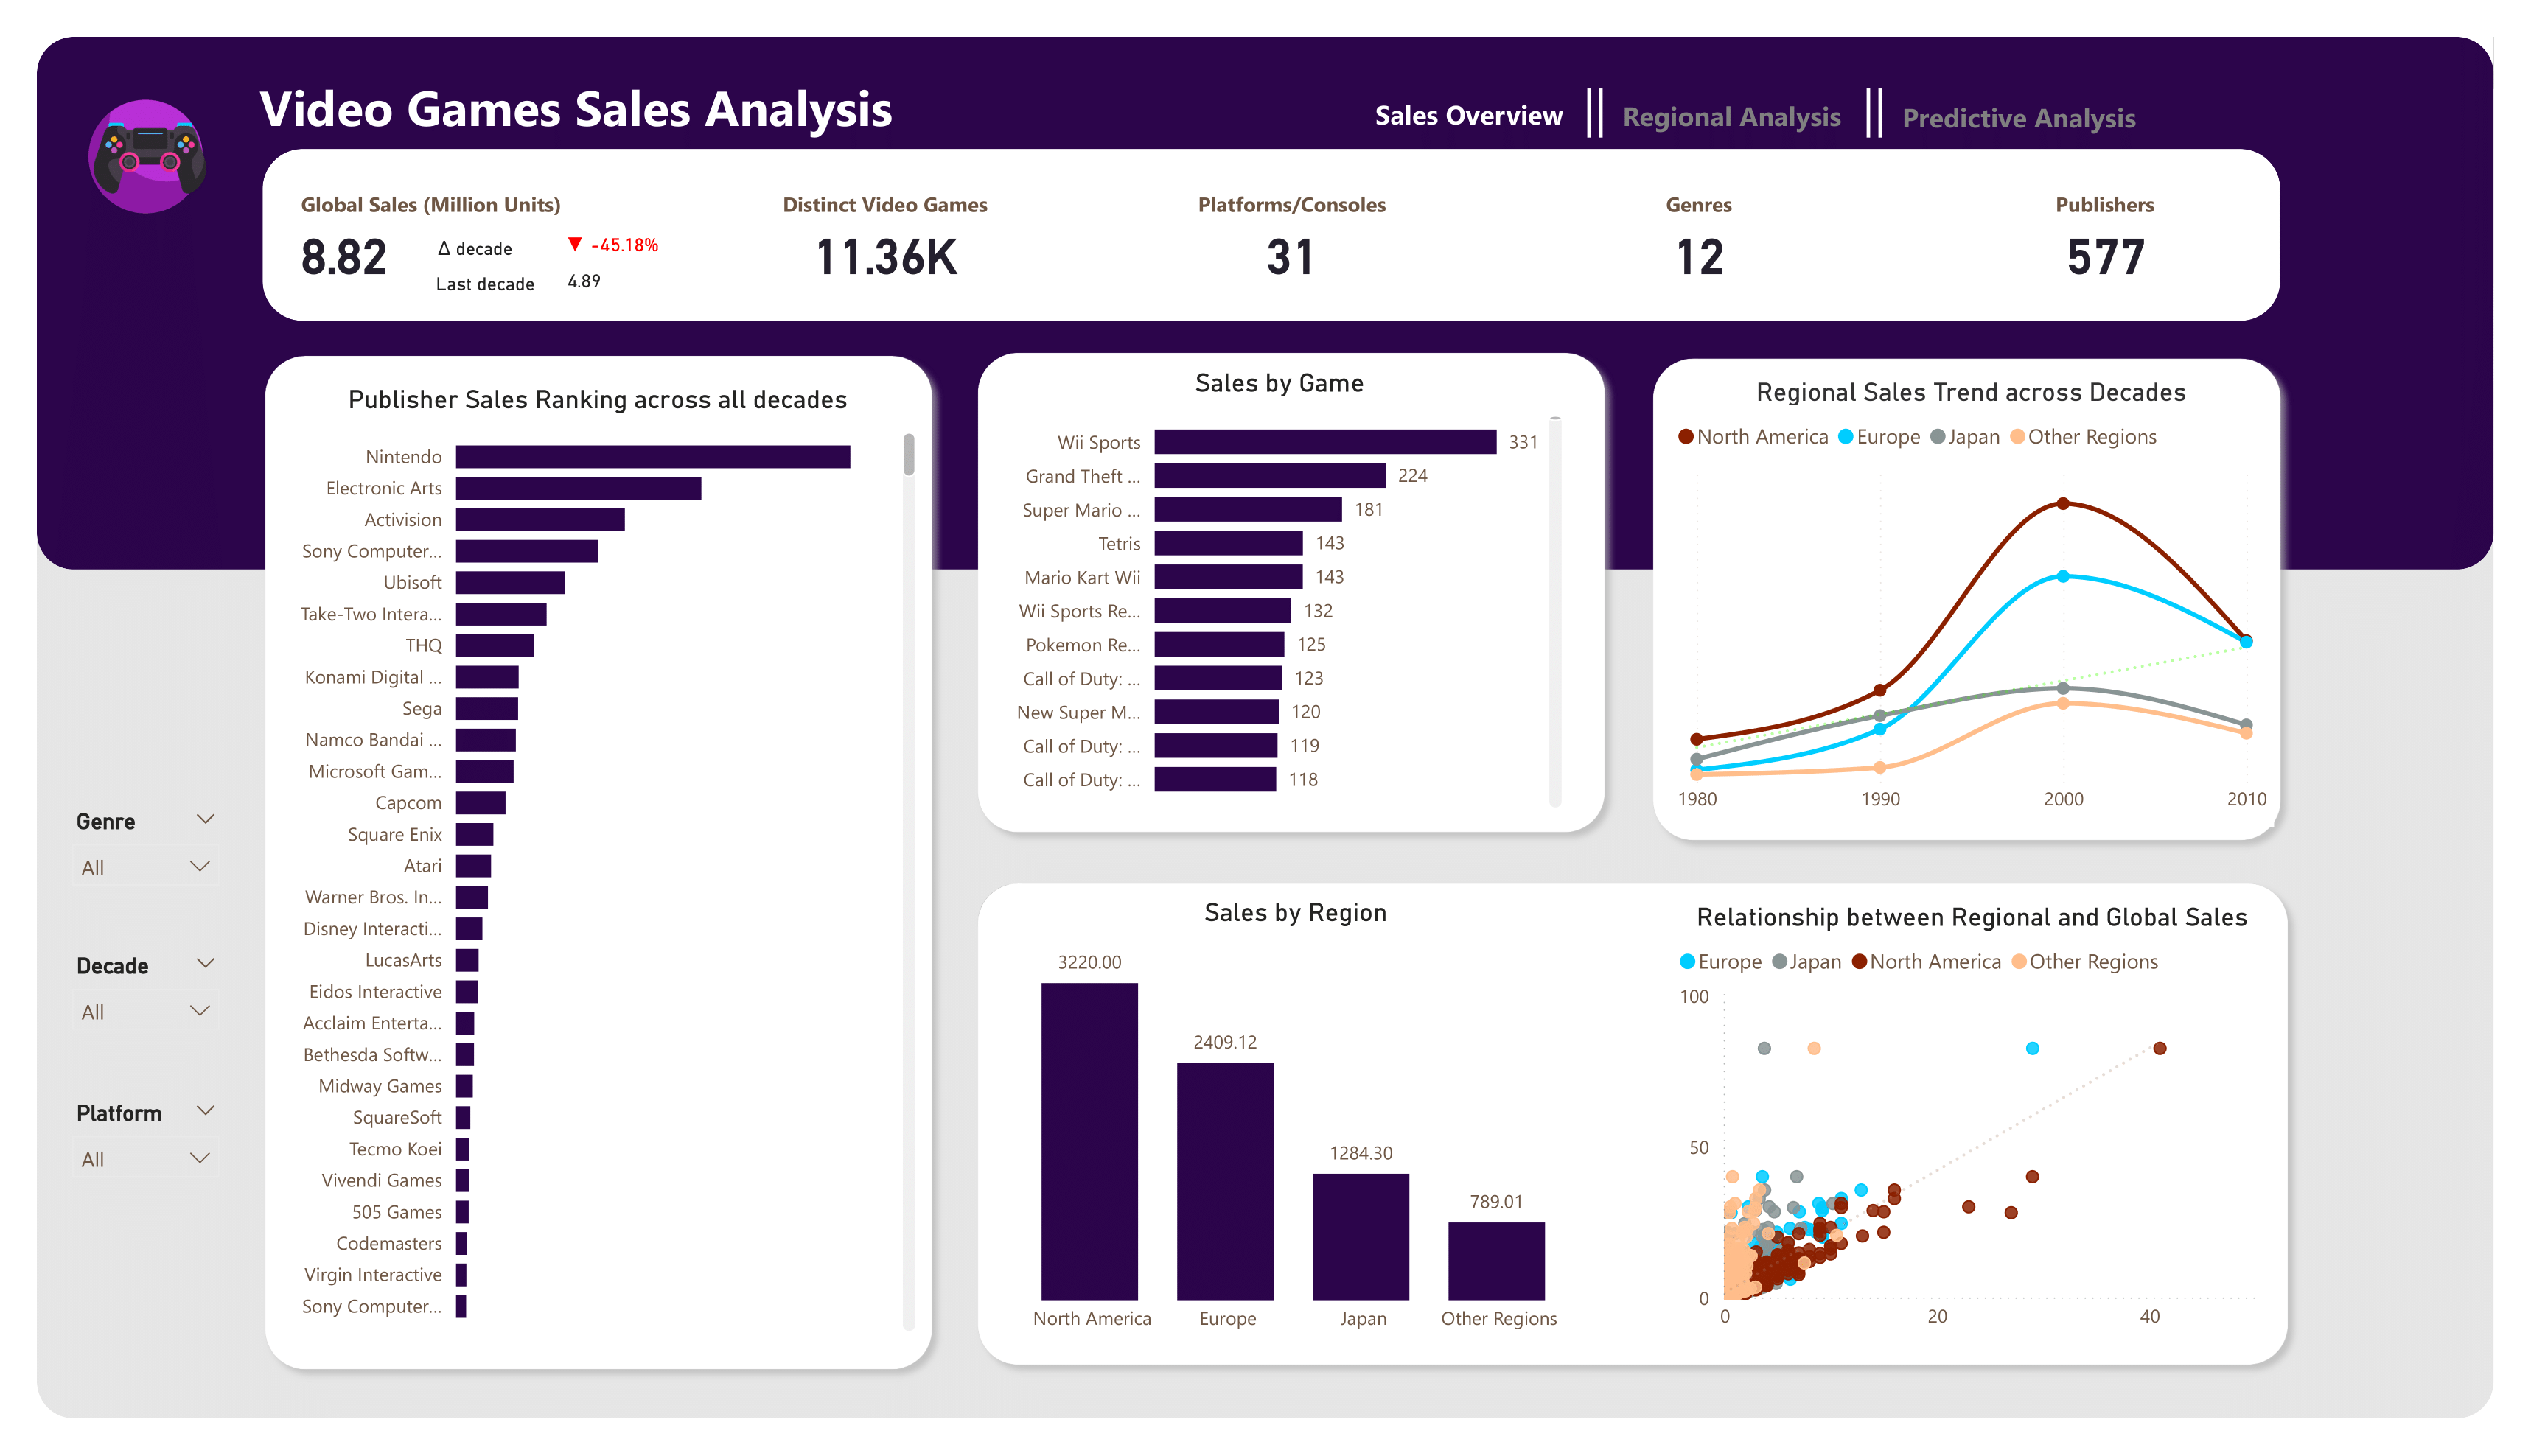 Video Games Sales Analysis
Sales Overview
Regional Analysis
Predictive Analysis
Global Sales (Million Units)
8.82
Δ decade
▼ -45.18%
Last decade
4.89
Distinct Video Games
11.36K
Platforms/Consoles
31
Genres
12
Publishers
577
Genre
All
Decade
All
Platform
All
Publisher Sales Ranking across all decades
Nintendo
Electronic Arts
Activision
Sony Computer...
Ubisoft
Take-Two Intera...
THQ
Konami Digital ...
Sega
Namco Bandai ...
Microsoft Gam...
Capcom
Square Enix
Atari
Warner Bros. In...
Disney Interacti...
LucasArts
Eidos Interactive
Acclaim Enterta...
Bethesda Softw...
Midway Games
SquareSoft
Tecmo Koei
Vivendi Games
505 Games
Codemasters
Virgin Interactive
Sony Computer...
Sales by Game
Wii Sports 331
Grand Theft ... 224
Super Mario ... 181
Tetris 143
Mario Kart Wii 143
Wii Sports Re... 132
Pokemon Re... 125
Call of Duty: ... 123
New Super M... 120
Call of Duty: ... 119
Call of Duty: ... 118
Regional Sales Trend across Decades
North America Europe Japan Other Regions
1980 1990 2000 2010
Sales by Region
3220.00
2409.12
1284.30
789.01
North America Europe Japan Other Regions
Relationship between Regional and Global Sales
Europe Japan North America Other Regions
100
50
0
0 20 40